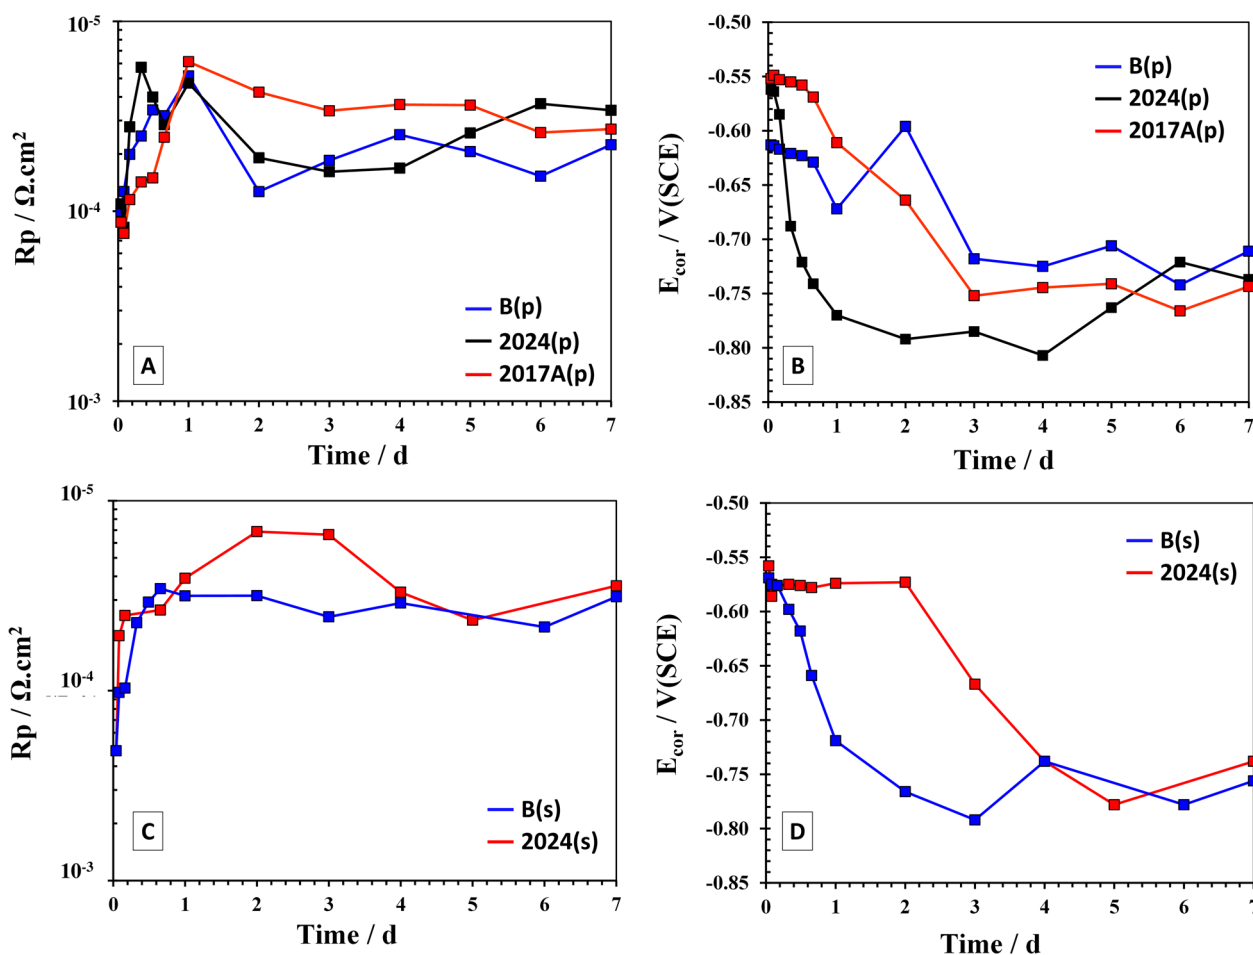 10⁻⁵
10⁻⁴
10⁻³
Rp / Ω.cm²
B(p)
2024(p)
2017A(p)
A
0 1 2 3 4 5 6 7
Time / d
-0.50
-0.55
-0.60
-0.65
-0.70
-0.75
-0.80
-0.85
E_cor / V(SCE)
B(p)
2024(p)
2017A(p)
B
0 1 2 3 4 5 6 7
Time / d
10⁻⁵
10⁻⁴
10⁻³
Rp / Ω.cm²
B(s)
2024(s)
C
0 1 2 3 4 5 6 7
Time / d
-0.50
-0.55
-0.60
-0.65
-0.70
-0.75
-0.80
-0.85
E_cor / V(SCE)
B(s)
2024(s)
D
0 1 2 3 4 5 6 7
Time / d